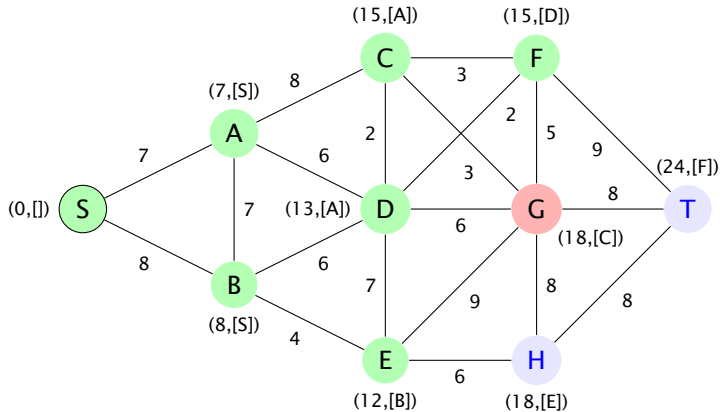 (15,[A])
(15,[D])
C
F
3
(7,[S])
8
A
2
2
5
9
7
6
3
(24,[F])
(0,[])
S
7
(13,[A])
D
6
G
8
T
(18,[C])
8
6
B
7
9
8
8
(8,[S])
4
E
6
H
(12,[B])
(18,[E])